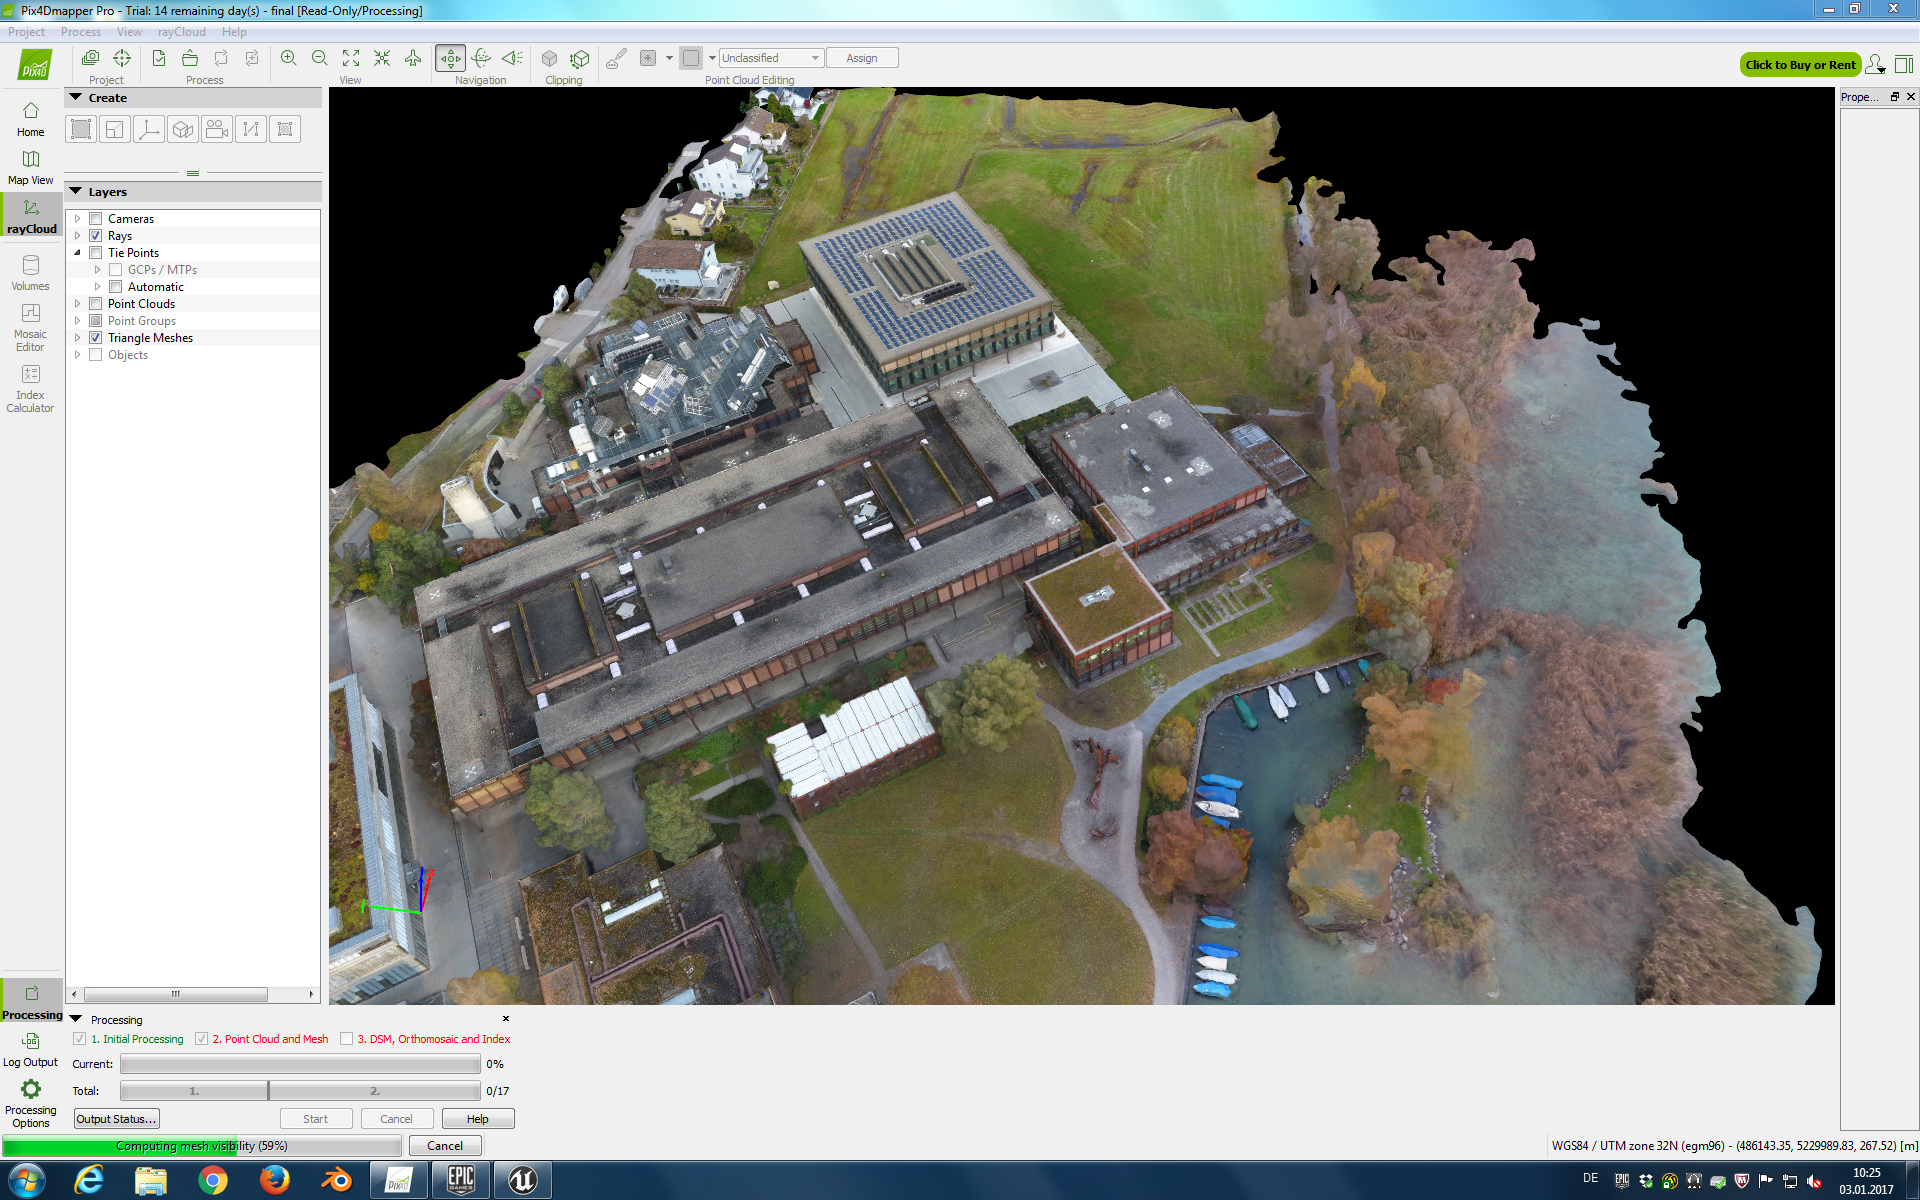 Pix4Dmapper Pro - Trial: 14 remaining day(s) - final [Read-Only/Processing]
Project Process View rayCloud Help
PIX4D
Unclassified
Assign
Project Process View Navigation Clipping Point Cloud Editing
Click to Buy or Rent
Home
Map View
rayCloud
Volumes
Mosaic
Editor
Index
Calculator
Create
Layers
Cameras
Rays
Tie Points
GCPs / MTPs
Automatic
Point Clouds
Point Groups
Triangle Meshes
Objects
Prope...
Processing
Log Output
Processing
Options
Processing
1. Initial Processing 2. Point Cloud and Mesh 3. DSM, Orthomosaic and Index
Current: 0%
Total: 1. 2. 0/17
Output Status... Start Cancel Help
Computing mesh visibility (59%) Cancel
WGS84 / UTM zone 32N (egm96) - (486143.35, 5229989.83, 267.52) [m]
PIX4D
EPIC
GAMES
DE
10:25
03.01.2017